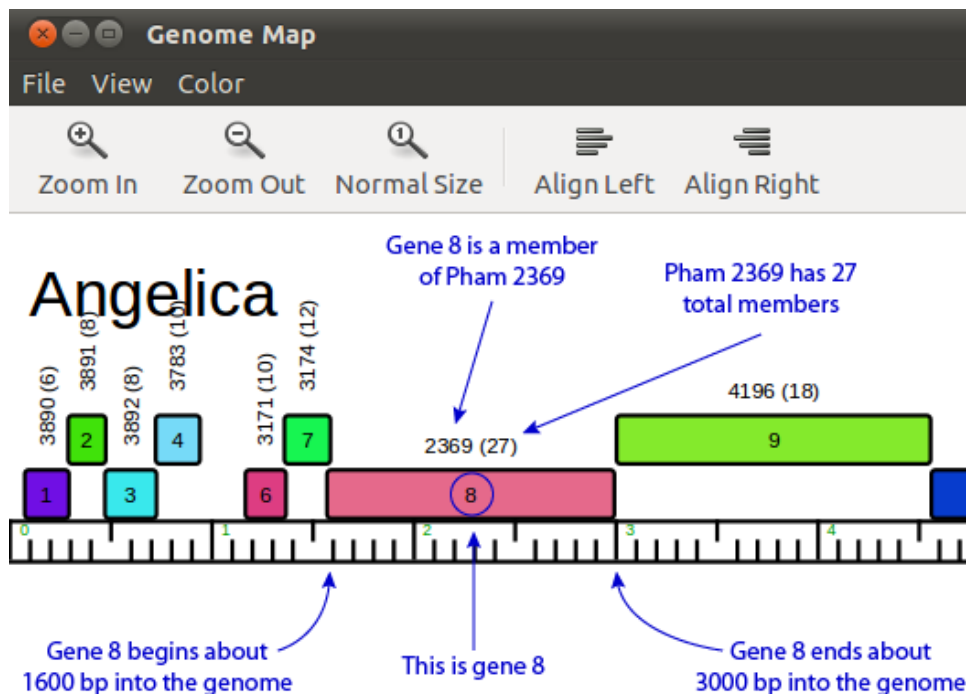 Genome Map
File View Color
Zoom In Zoom Out Normal Size Align Left Align Right
Gene 8 is a member
of Pham 2369
Pham 2369 has 27
total members
Angelica
3890 (6)
3891 (8)
3892 (8)
3783 (10)
3171 (10)
3174 (12)
2369 (27)
4196 (18)
2 4 7 9
1 3 6 8
0 1 2 3 4
Gene 8 begins about
1600 bp into the genome
This is gene 8
Gene 8 ends about
3000 bp into the genome